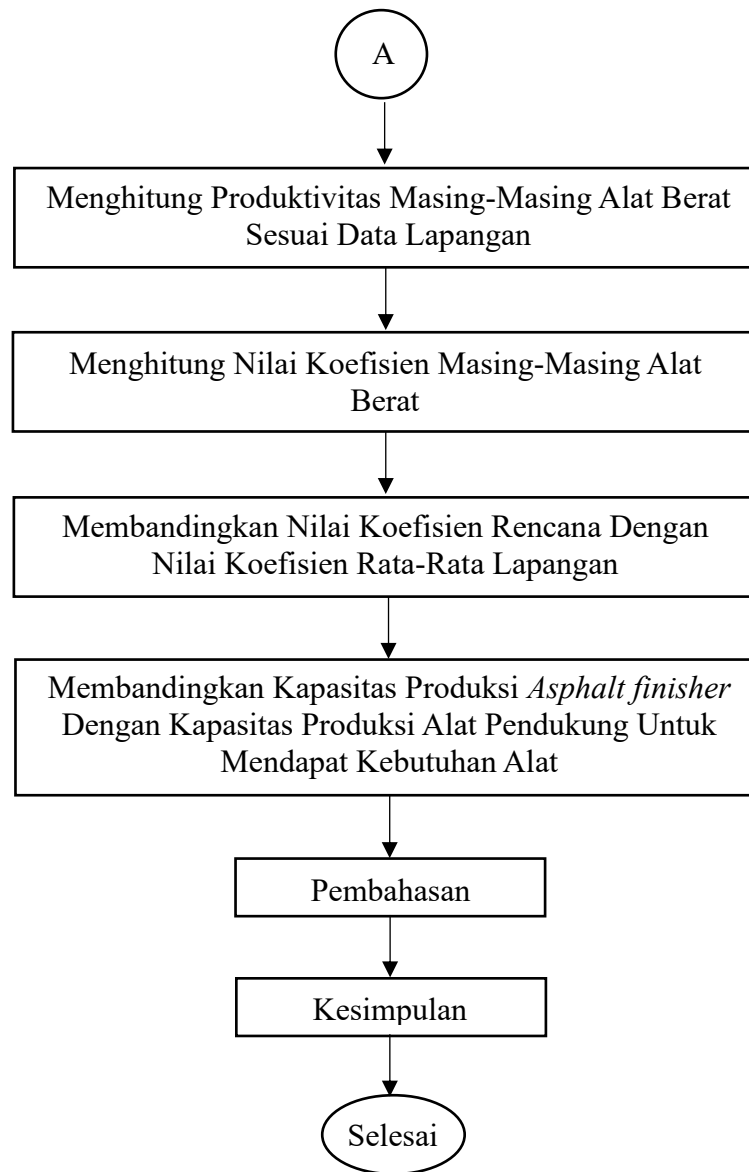 A
Menghitung Produktivitas Masing-Masing Alat Berat
Sesuai Data Lapangan
Menghitung Nilai Koefisien Masing-Masing Alat
Berat
Membandingkan Nilai Koefisien Rencana Dengan
Nilai Koefisien Rata-Rata Lapangan
Membandingkan Kapasitas Produksi Asphalt finisher
Dengan Kapasitas Produksi Alat Pendukung Untuk
Mendapat Kebutuhan Alat
Pembahasan
Kesimpulan
Selesai